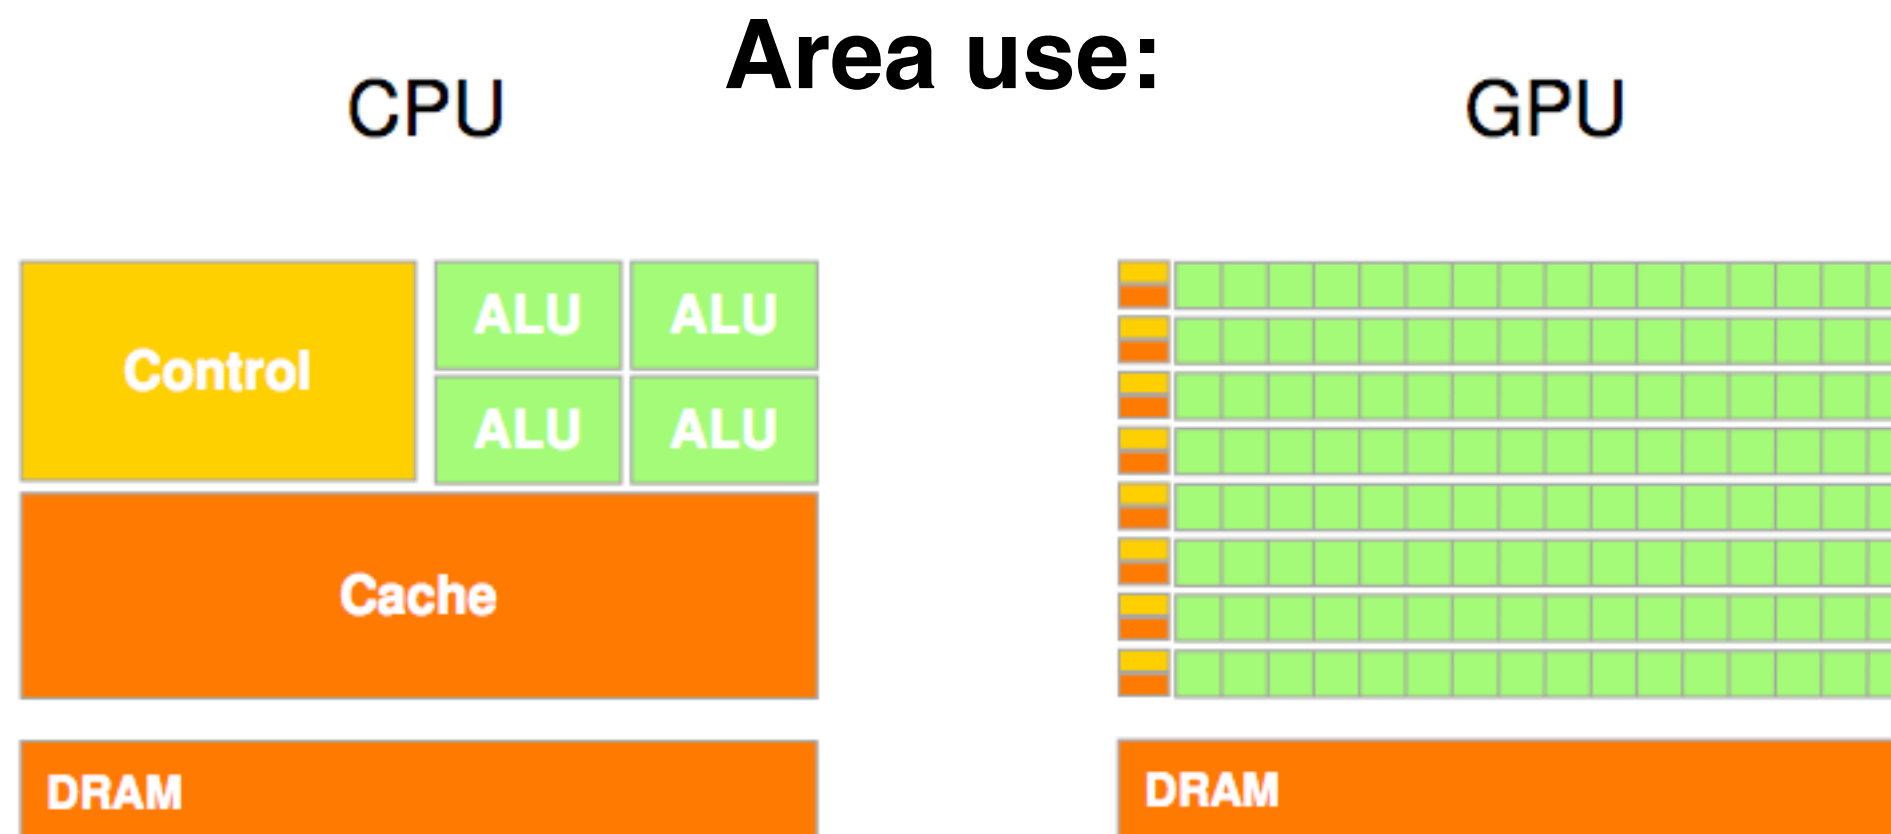 Area use:
CPU
GPU
Control
ALU ALU
ALU ALU
Cache
DRAM
DRAM